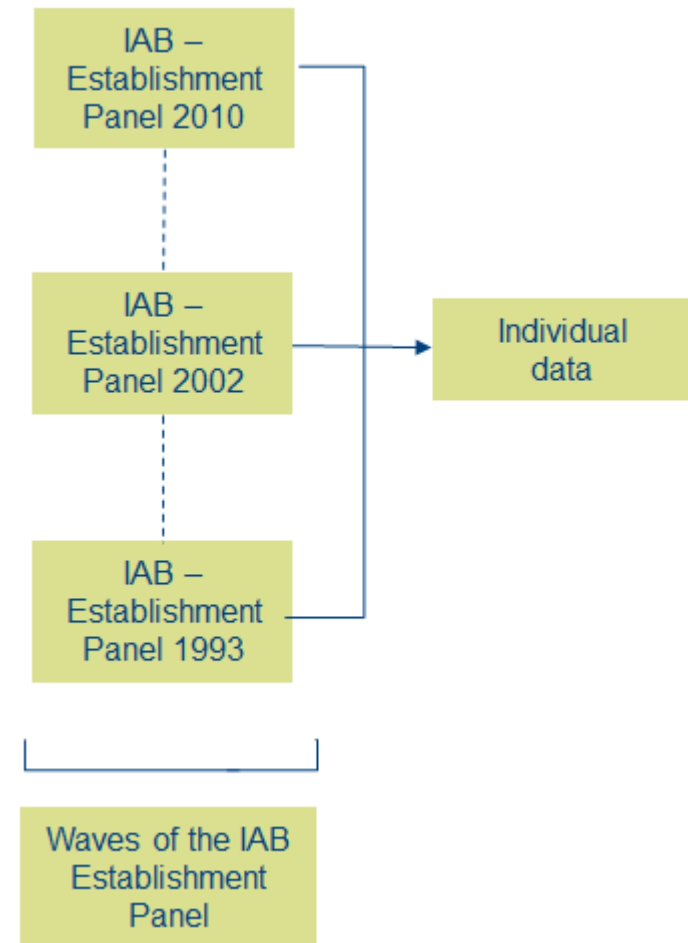 IAB –
Establishment
Panel 2010
IAB –
Establishment
Panel 2002
Individual
data
IAB –
Establishment
Panel 1993
Waves of the IAB
Establishment
Panel